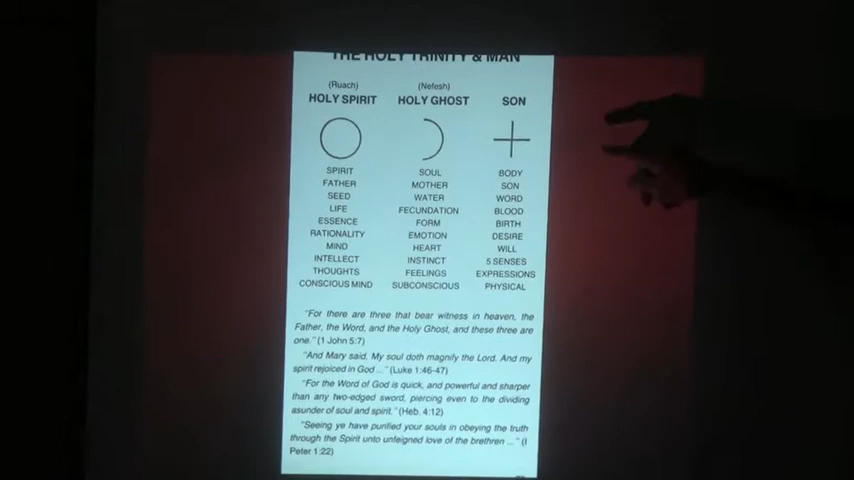 THE HOLY TRINITY & MAN
(Ruach) (Nefesh)
HOLY SPIRIT HOLY GHOST SON
SPIRIT SOUL BODY
FATHER MOTHER SON
SEED WATER WORD
LIFE FECUNDATION BLOOD
ESSENCE FORM BIRTH
RATIONALITY EMOTION DESIRE
MIND HEART WILL
INTELLECT INSTINCT 5 SENSES
THOUGHTS FEELINGS EXPRESSIONS
CONSCIOUS MIND SUBCONSCIOUS PHYSICAL
"For there are three that bear witness in heaven, the
Father, the Word, and the Holy Ghost, and these three are
one." (1 John 5:7)
"And Mary said, My soul doth magnify the Lord. And my
spirit rejoiced in God ..." (Luke 1:46-47)
"For the Word of God is quick, and powerful and sharper
than any two-edged sword, piercing even to the dividing
asunder of soul and spirit." (Heb. 4:12)
"Seeing ye have purified your souls in obeying the truth
through the Spirit unto unfeigned love of the brethren ..." (I
Peter 1:22)